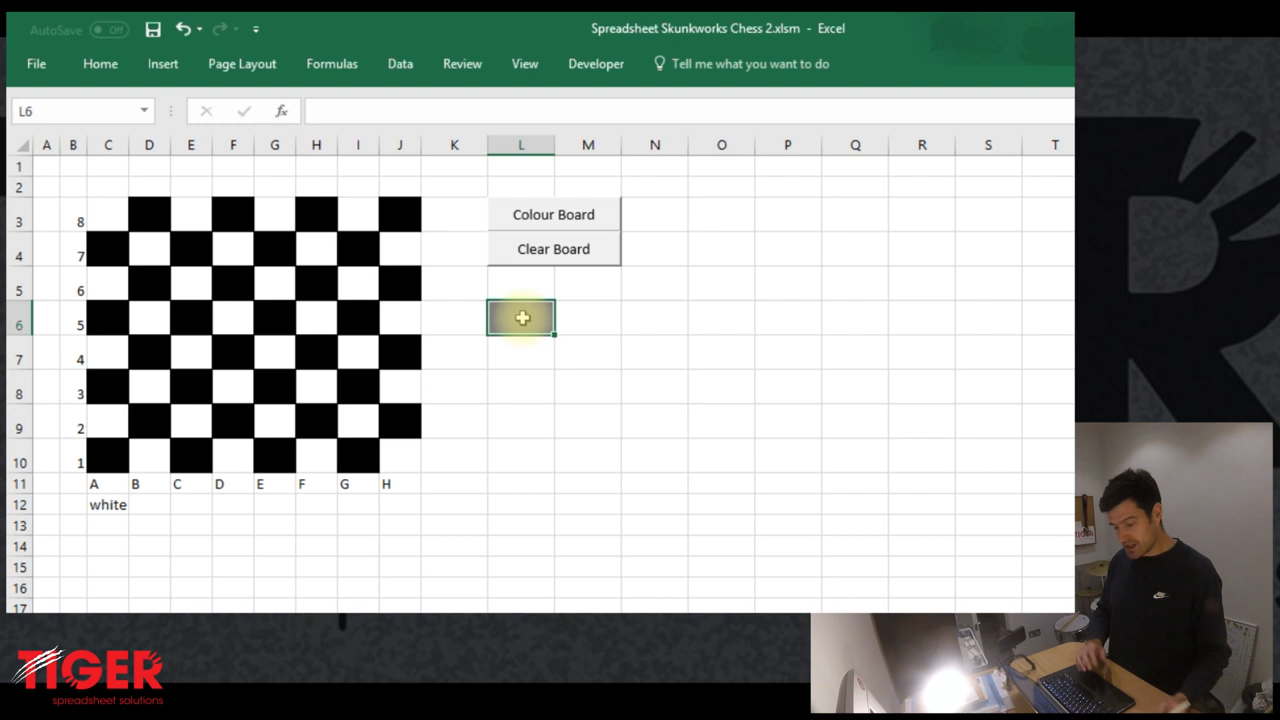 AutoSave Off
Spreadsheet Skunkworks Chess 2.xlsm - Excel
File Home Insert Page Layout Formulas Data Review View Developer Tell me what you want to do
L6 fx
A B C D E F G H I J K L M N O P Q R S T
1
2
3 8 Colour Board
4 7 Clear Board
5 6
6 5
7 4
8 3
9 2
10 1
11 A B C D E F G H
12 white
13
14
15
16
17
TIGER
spreadsheet solutions